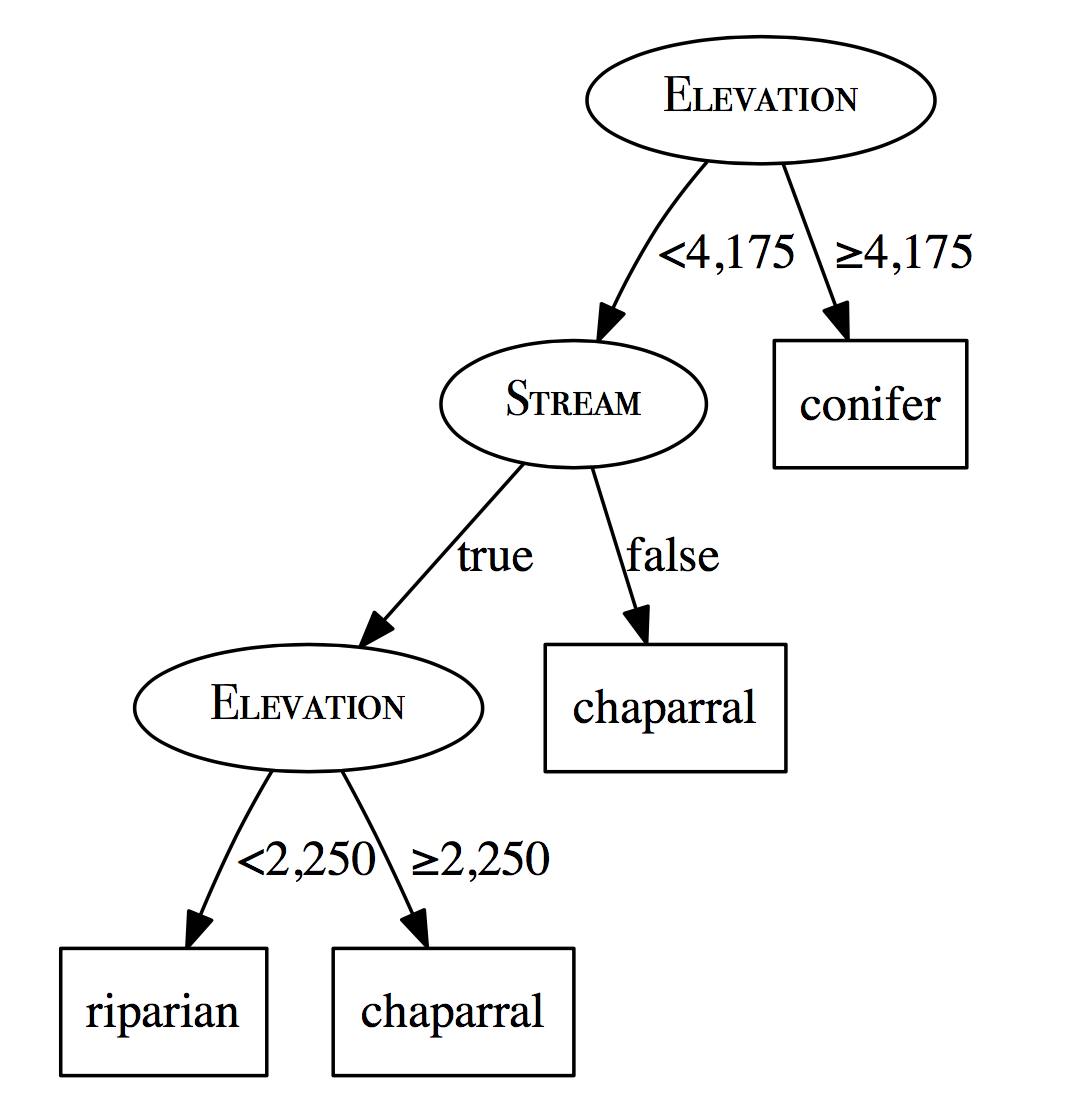 ELEVATION
<4,175 ≥4,175
STREAM
conifer
true false
ELEVATION
chaparral
<2,250 ≥2,250
riparian
chaparral